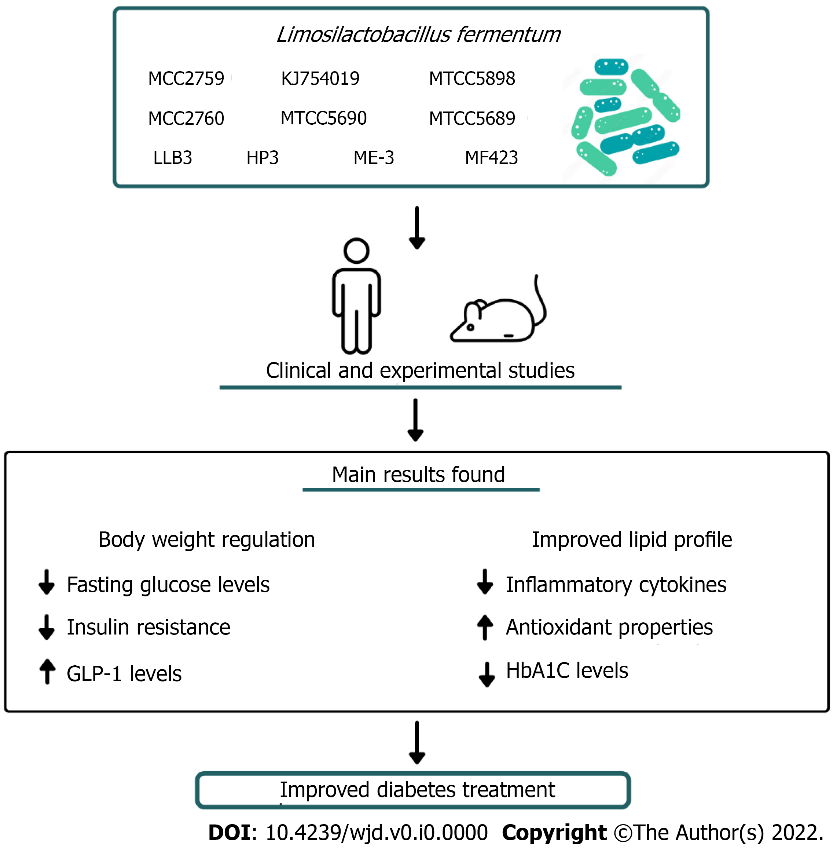 Limosilactobacillus fermentum
MCC2759 KJ754019 MTCC5898
MCC2760 MTCC5690 MTCC5689
LLB3 HP3 ME-3 MF423
Clinical and experimental studies
Main results found
Body weight regulation Improved lipid profile
↓ Fasting glucose levels ↓ Inflammatory cytokines
↓ Insulin resistance ↑ Antioxidant properties
↑ GLP-1 levels ↓ HbA1C levels
Improved diabetes treatment
DOI: 10.4239/wjd.v0.i0.0000 Copyright ©The Author(s) 2022.